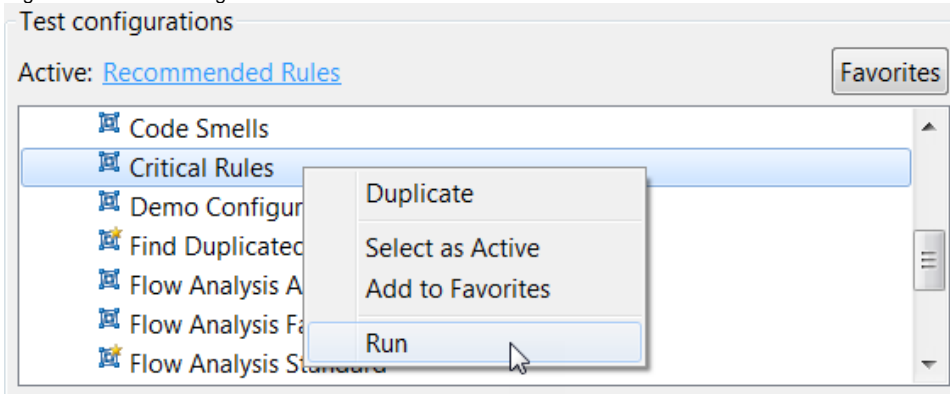 Test configurations
Active: Recommended Rules
Favorites
Code Smells
Critical Rules
Duplicate
Demo Configur
Find Duplicated
Select as Active
Flow Analysis A
Add to Favorites
Flow Analysis Fa
Run
Flow Analysis Standard